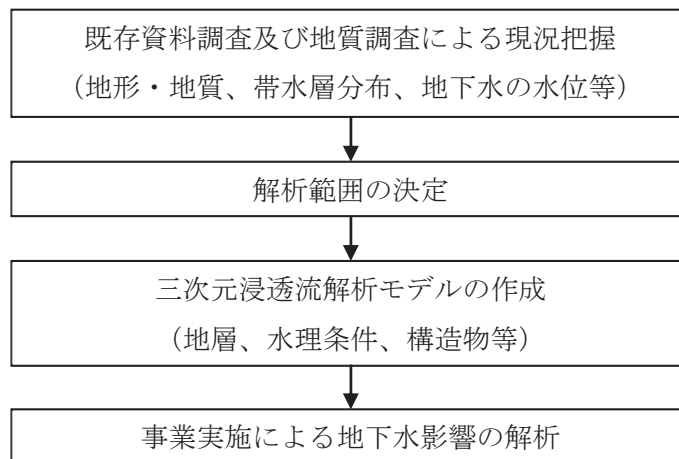 既存資料調査及び地質調査による現況把握
（地形・地質、帯水層分布、地下水の水位等）
解析範囲の決定
三次元浸透流解析モデルの作成
（地層、水理条件、構造物等）
事業実施による地下水影響の解析